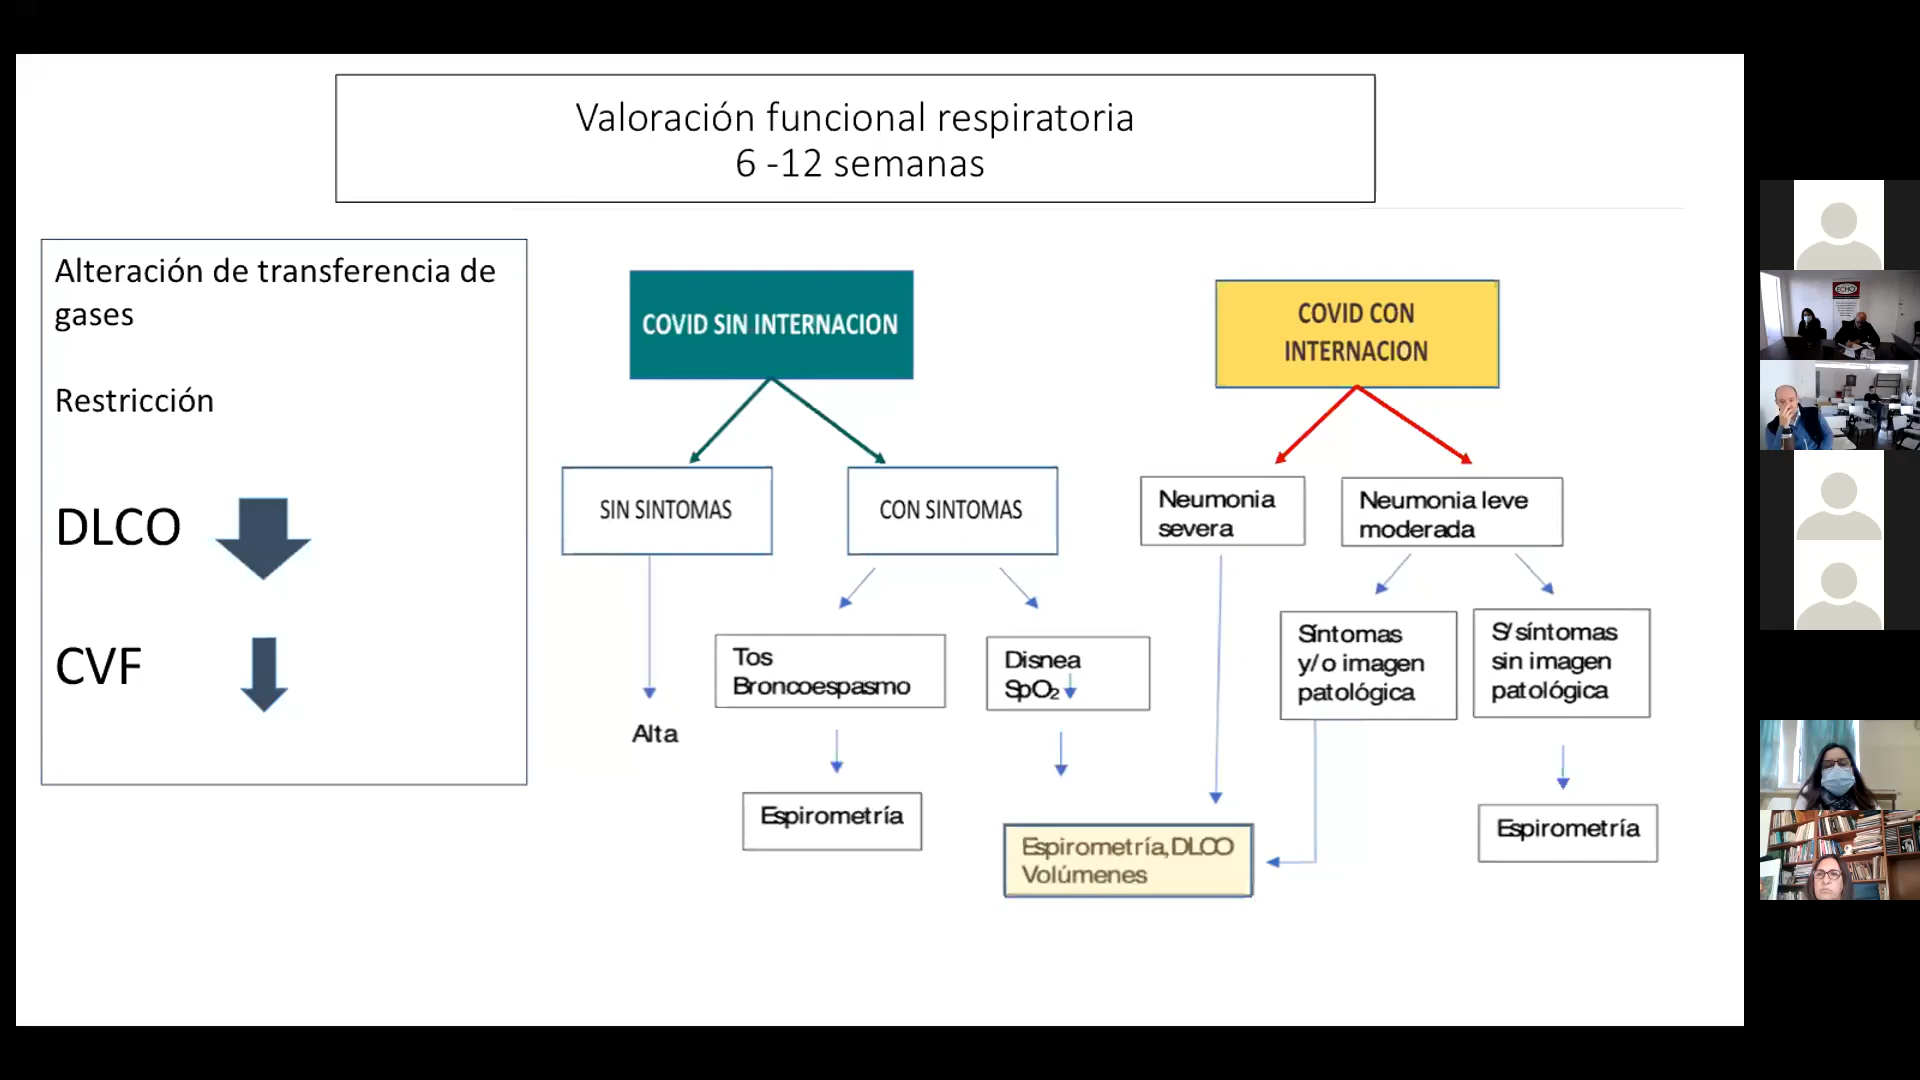 Valoración funcional respiratoria
6 -12 semanas
Alteración de transferencia de
gases
Restricción
DLCO
CVF
COVID SIN INTERNACION
COVID CON
INTERNACION
SIN SINTOMAS
CON SINTOMAS
Neumonia
severa
Neumonia leve
moderada
Tos
Broncoespasmo
Disnea
SpO₂
Síntomas
y/o imagen
patológica
S/síntomas
sin imagen
patológica
Alta
Espirometría
Espirometría,DLCO
Volúmenes
Espirometría
ECHO